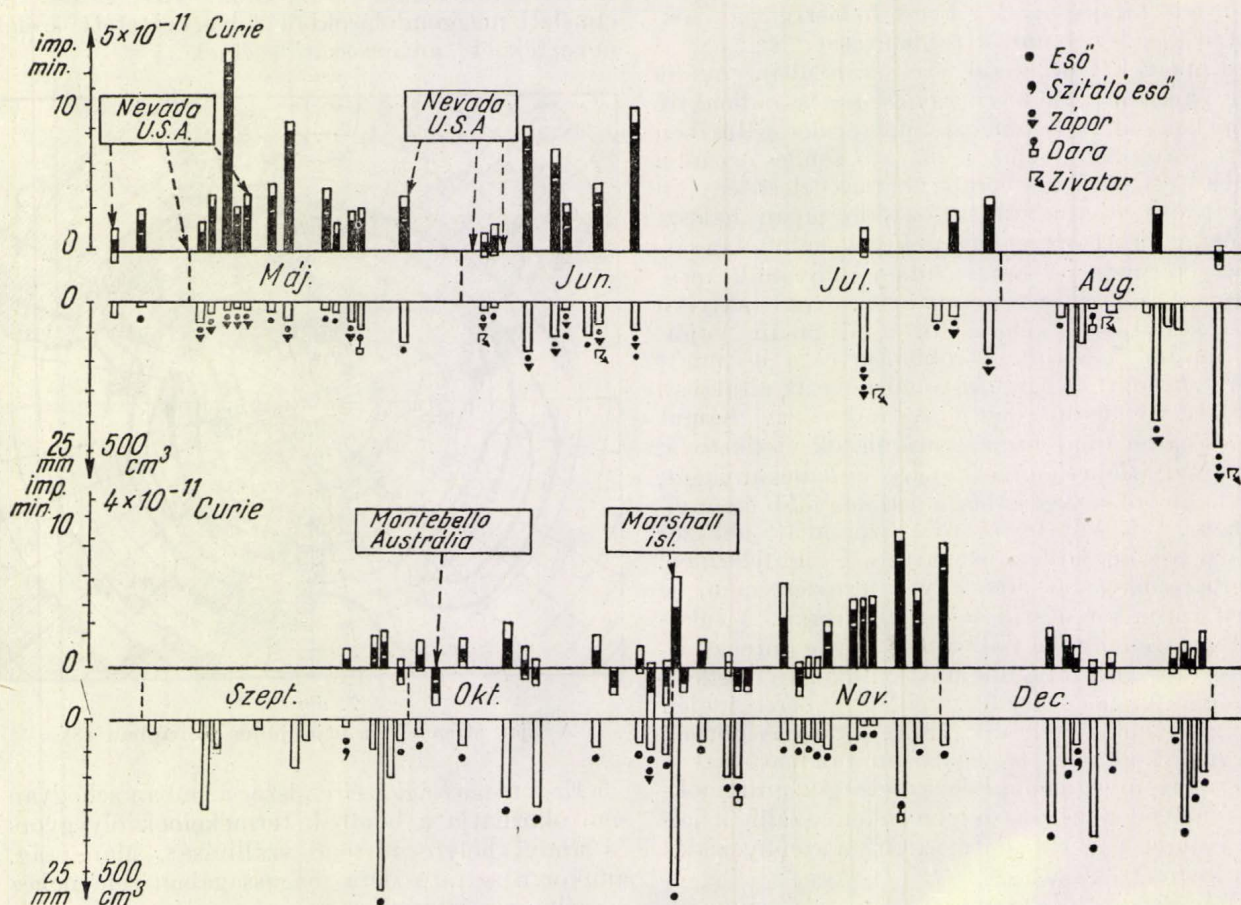 imp.
min.
5×10⁻¹¹ Curie
10
0
Nevada
U.S.A.
Nevada
U.S.A
Eső
Szitáló eső
Zápor
Dara
Zivatar
Máj.
Jun.
Jul.
Aug.
0
25
mm
500
cm³
imp.
min.
4×10⁻¹¹ Curie
10
0
Montebello
Austrália
Marshall
isl.
Szept.
Okt.
Nov.
Dec.
0
25
mm
500
cm³